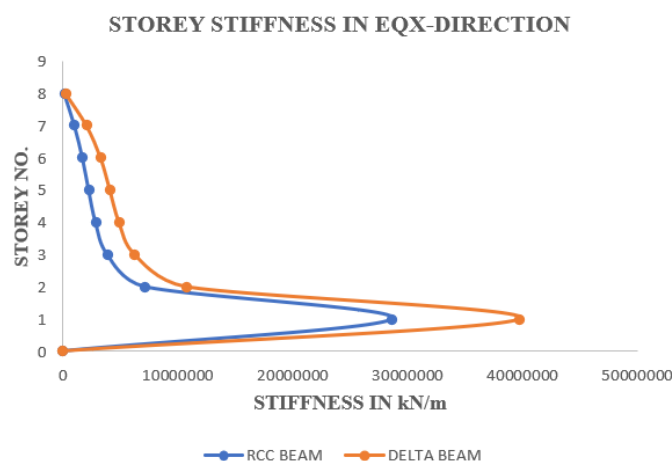 STOREY STIFFNESS IN EQX-DIRECTION
9
8
7
6
5
4
3
2
1
0
STOREY NO.
0 10000000 20000000 30000000 40000000 50000000
STIFFNESS IN kN/m
RCC BEAM DELTA BEAM